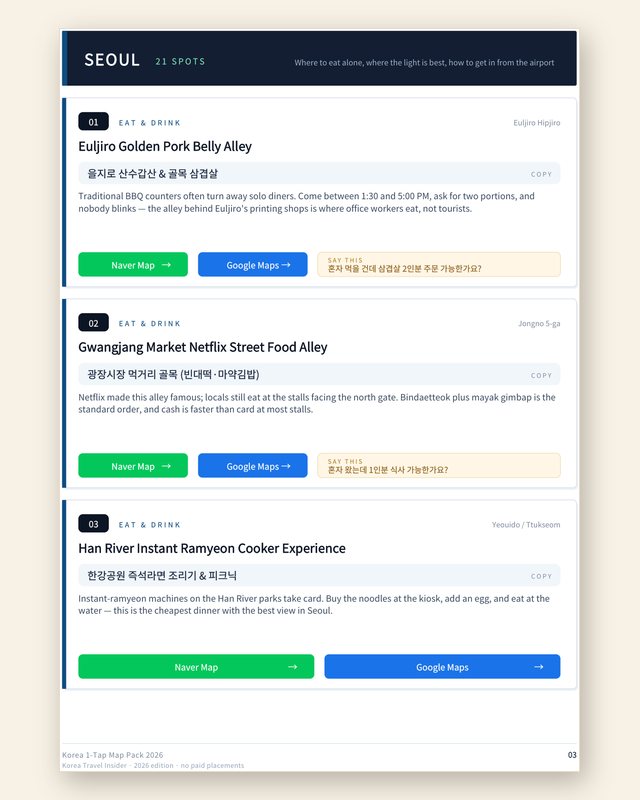 SEOUL 21 SPOTS Where to eat alone, where the light is best, how to get in from the airport
01 EAT & DRINK Euljiro Hipjiro
Euljiro Golden Pork Belly Alley
을지로 산수갑산 & 골목 삼겹살 COPY
Traditional BBQ counters often turn away solo diners. Come between 1:30 and 5:00 PM, ask for two portions, and
nobody blinks — the alley behind Euljiro's printing shops is where office workers eat, not tourists.
Naver Map → Google Maps → SAY THIS
혼자 먹을 건데 삼겹살 2인분 주문 가능한가요?
02 EAT & DRINK Jongno 5-ga
Gwangjang Market Netflix Street Food Alley
광장시장 먹거리 골목 (빈대떡·마약김밥) COPY
Netflix made this alley famous; locals still eat at the stalls facing the north gate. Bindaetteok plus mayak gimbap is the
standard order, and cash is faster than card at most stalls.
Naver Map → Google Maps → SAY THIS
혼자 왔는데 1인분 식사 가능한가요?
03 EAT & DRINK Yeouido / Ttukseom
Han River Instant Ramyeon Cooker Experience
한강공원 즉석라면 조리기 & 피크닉 COPY
Instant-ramyeon machines on the Han River parks take card. Buy the noodles at the kiosk, add an egg, and eat at the
water — this is the cheapest dinner with the best view in Seoul.
Naver Map → Google Maps →
Korea 1-Tap Map Pack 2026 03
Korea Travel Insider · 2026 edition · no paid placements